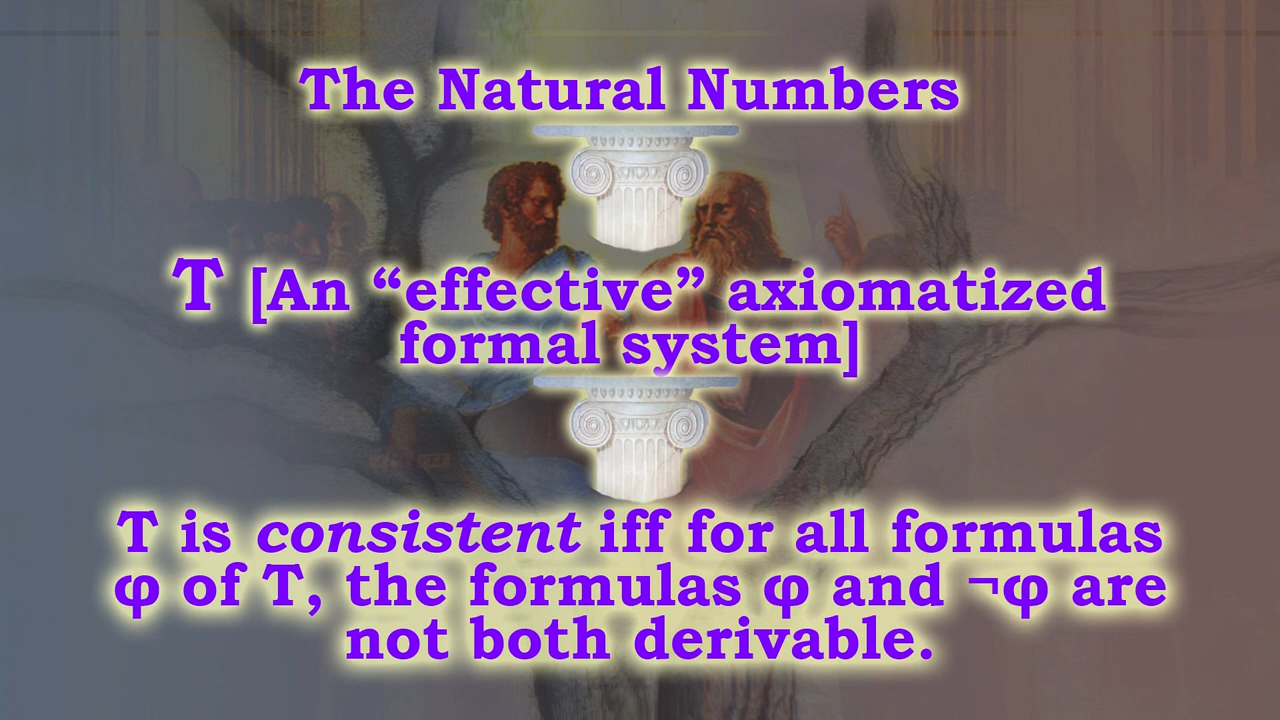 The Natural Numbers
T [An “effective” axiomatized
formal system]
T is consistent iff for all formulas
φ of T, the formulas φ and ¬φ are
not both derivable.